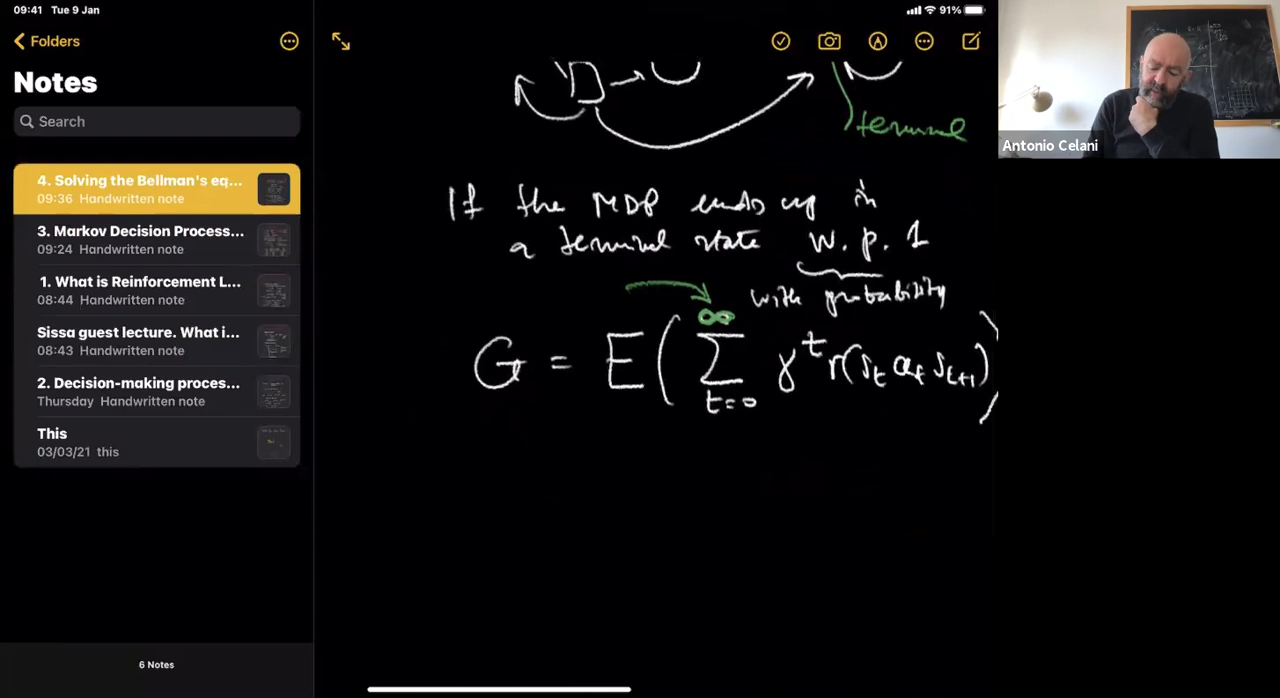 09:41 Tue 9 Jan
91%
Folders
Notes
Search
4. Solving the Bellman's eq...
09:36 Handwritten note
3. Markov Decision Process...
09:24 Handwritten note
1. What is Reinforcement L...
08:44 Handwritten note
Sissa guest lecture. What i...
08:43 Handwritten note
2. Decision-making proces...
Thursday Handwritten note
This
03/03/21 this
6 Notes
D
terminal
If the MDP ends up in
a terminal state w.p. 1
with probability
G = E( ∑_{t=0}^{∞} γ^t r(s_t a_t s_{t+1}) )
Antonio Celani